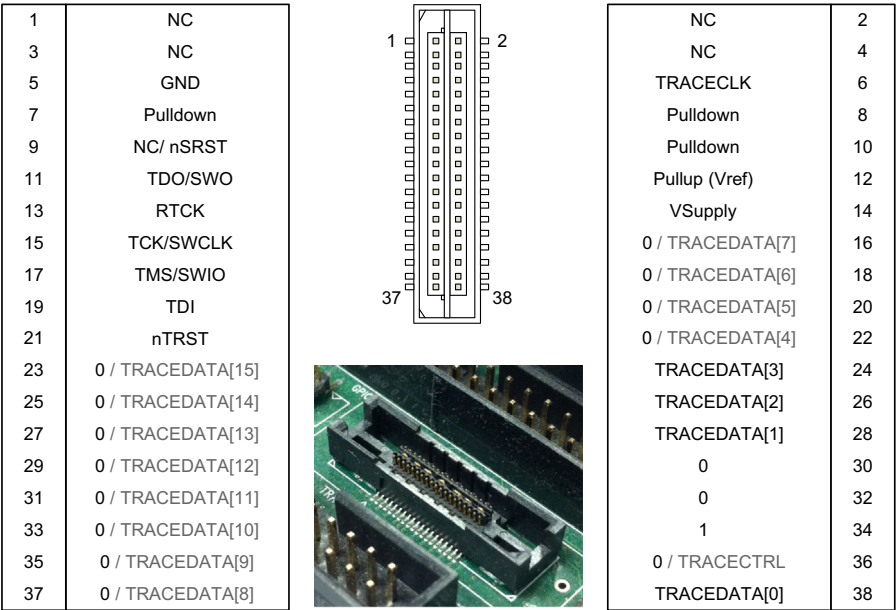 1 NC NC 2
3 NC NC 4
5 GND TRACECLK 6
7 Pulldown Pulldown 8
9 NC/ nSRST Pulldown 10
11 TDO/SWO Pullup (Vref) 12
13 RTCK VSupply 14
15 TCK/SWCLK 0 / TRACEDATA[7] 16
17 TMS/SWIO 0 / TRACEDATA[6] 18
19 TDI 0 / TRACEDATA[5] 20
21 nTRST 0 / TRACEDATA[4] 22
23 0 / TRACEDATA[15] TRACEDATA[3] 24
25 0 / TRACEDATA[14] TRACEDATA[2] 26
27 0 / TRACEDATA[13] TRACEDATA[1] 28
29 0 / TRACEDATA[12] 0 30
31 0 / TRACEDATA[11] 0 32
33 0 / TRACEDATA[10] 1 34
35 0 / TRACEDATA[9] 0 / TRACECTRL 36
37 0 / TRACEDATA[8] TRACEDATA[0] 38
1 2
37 38
GPIC